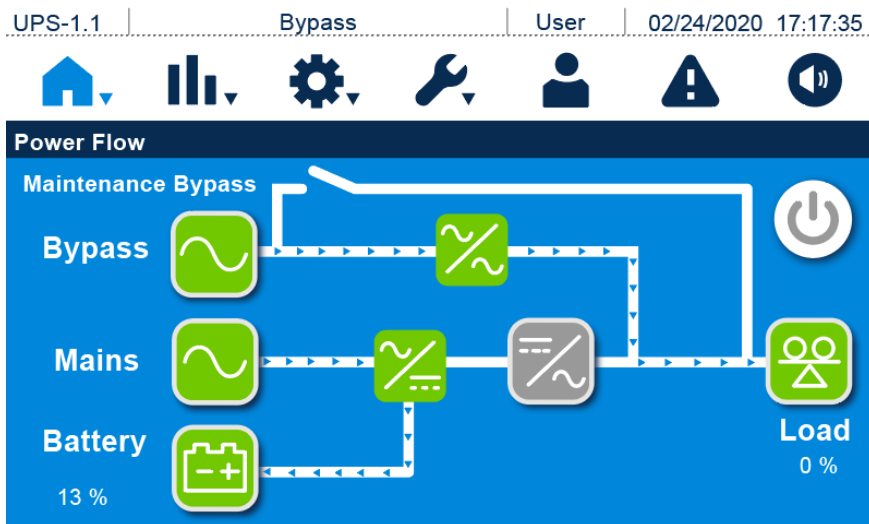 UPS-1.1 Bypass User 02/24/2020 17:17:35
Power Flow
Maintenance Bypass
Bypass
Mains
Battery
13 %
Load
0 %